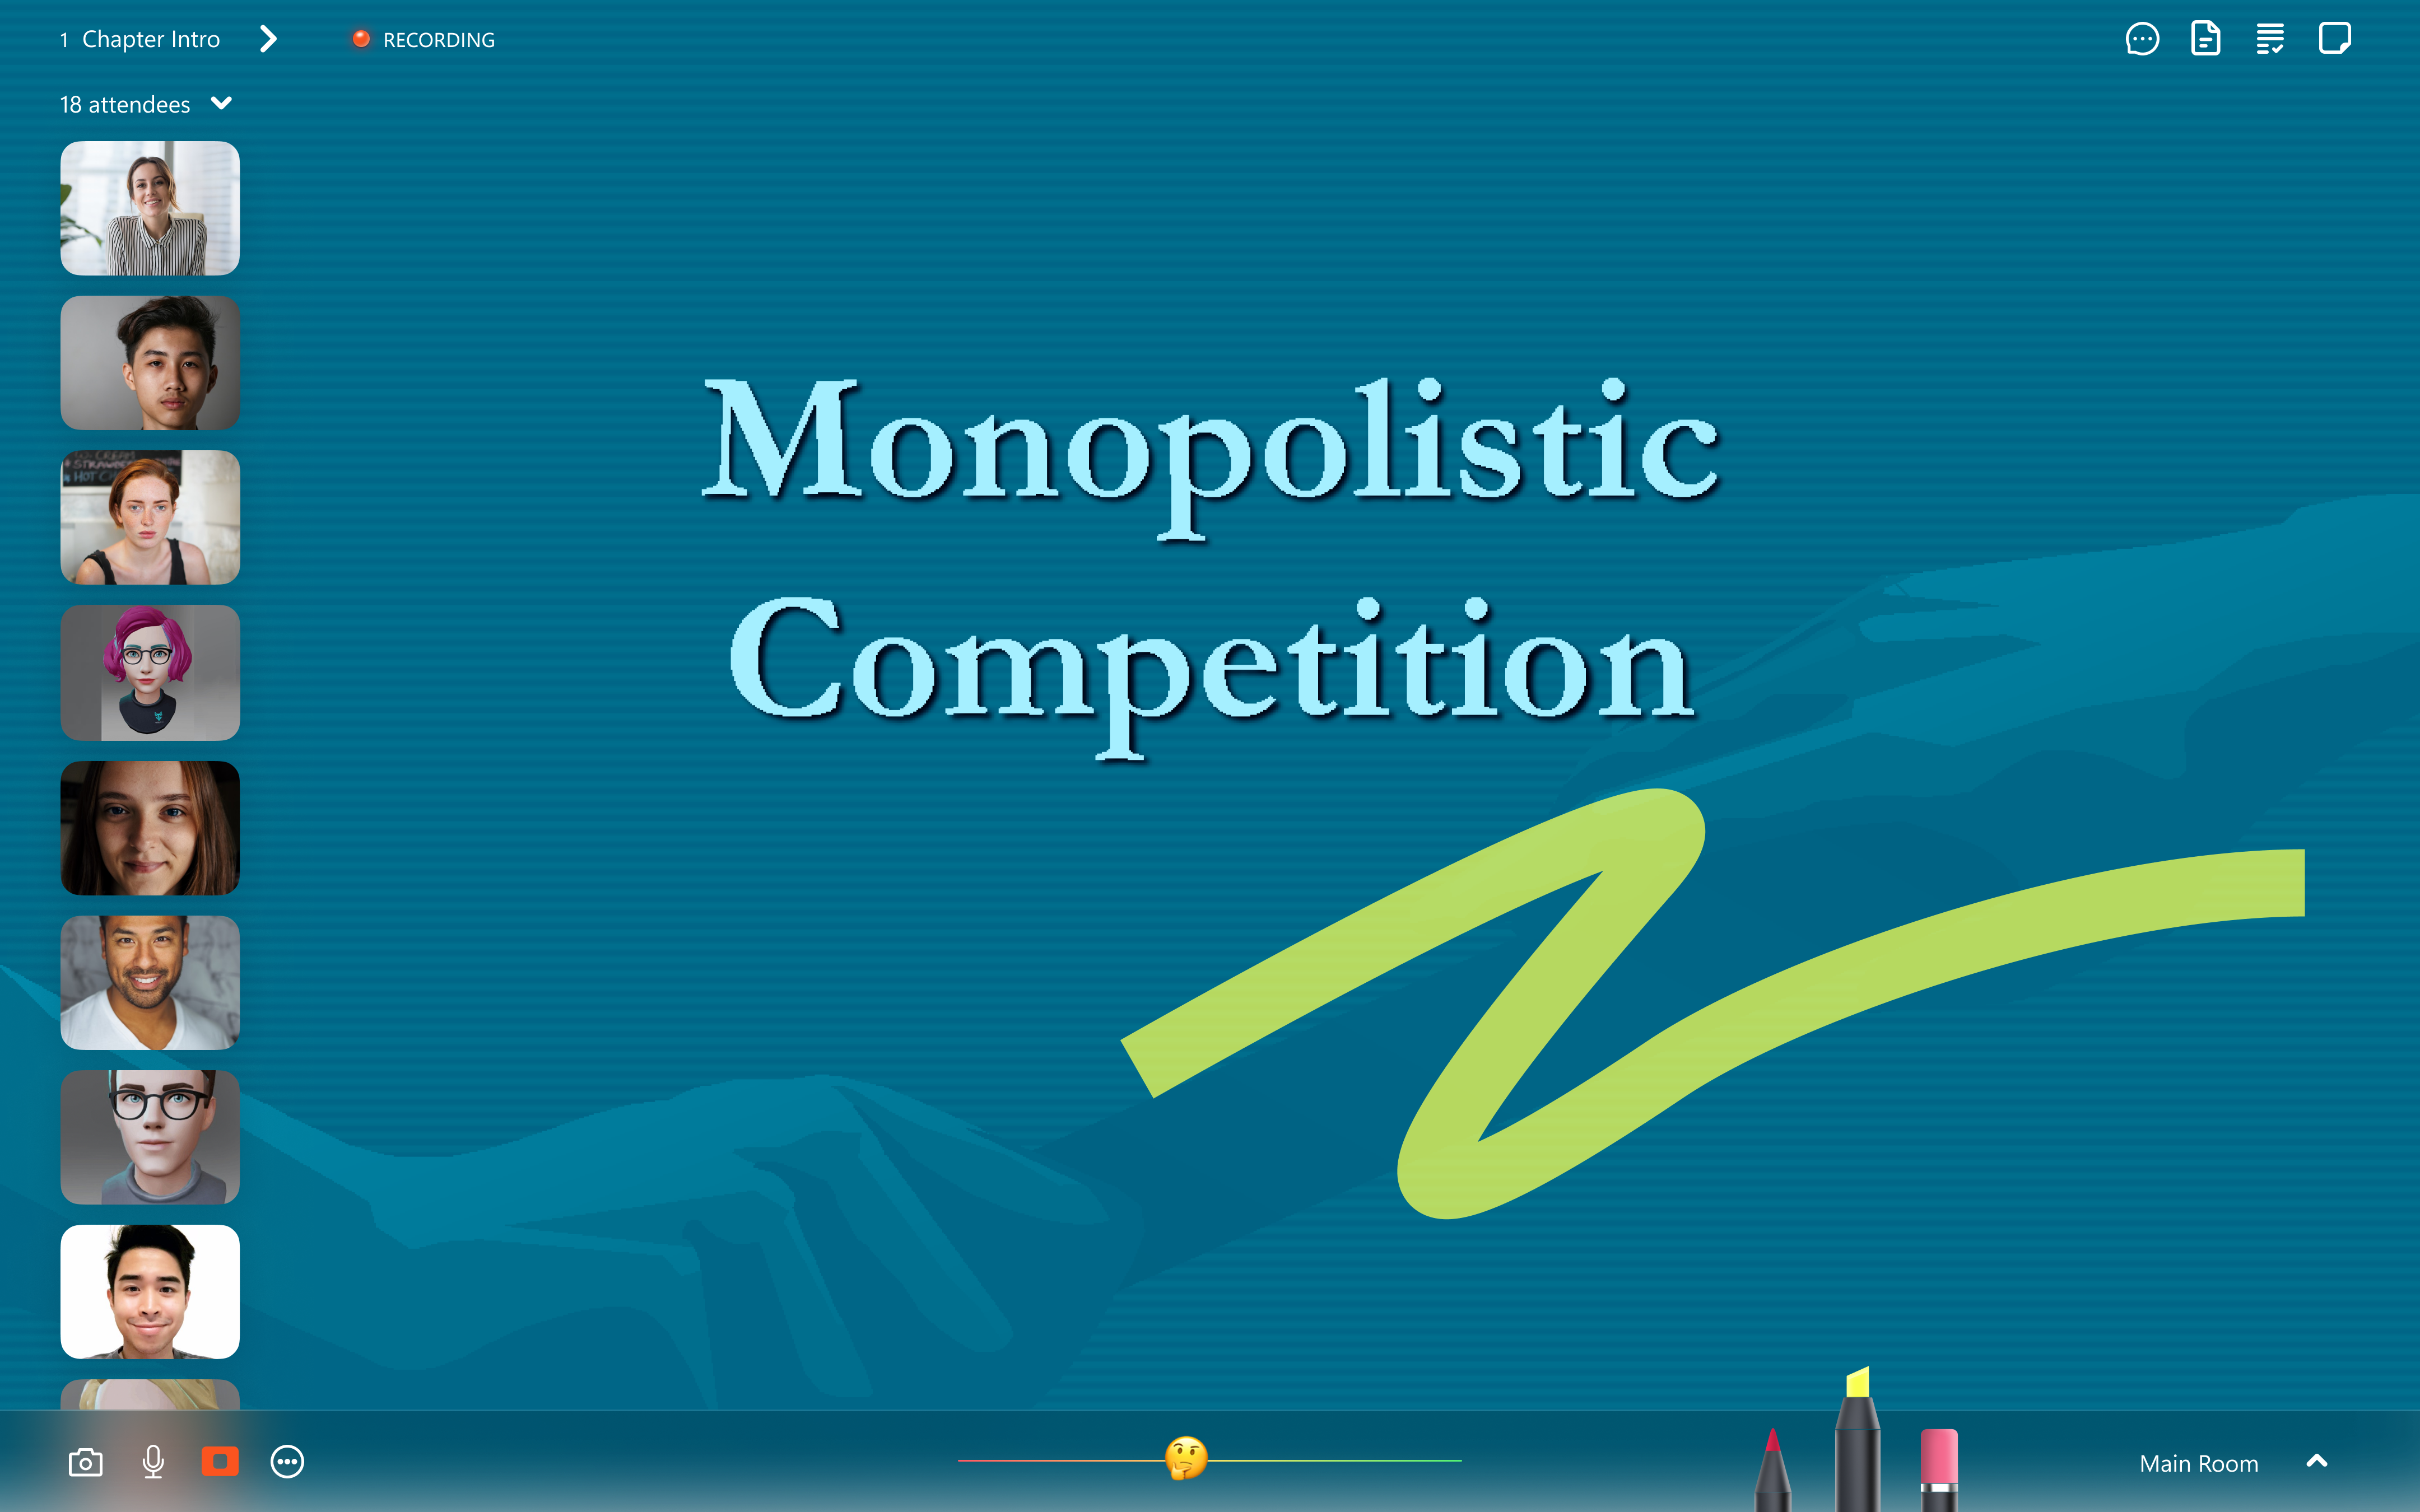 1 Chapter Intro
RECORDING
18 attendees
Monopolistic
Competition
Main Room